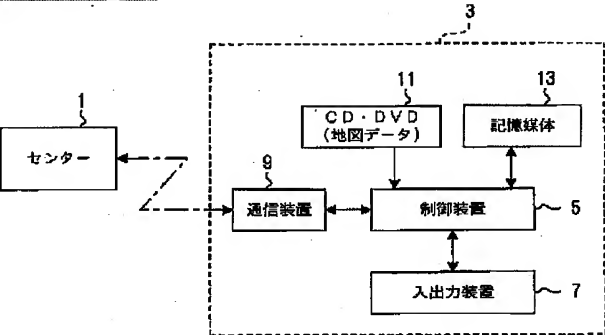 3
11
13
1
CD・DVD
(地図データ)
記憶媒体
センター
9
通信装置
制御装置
5
入出力装置
7